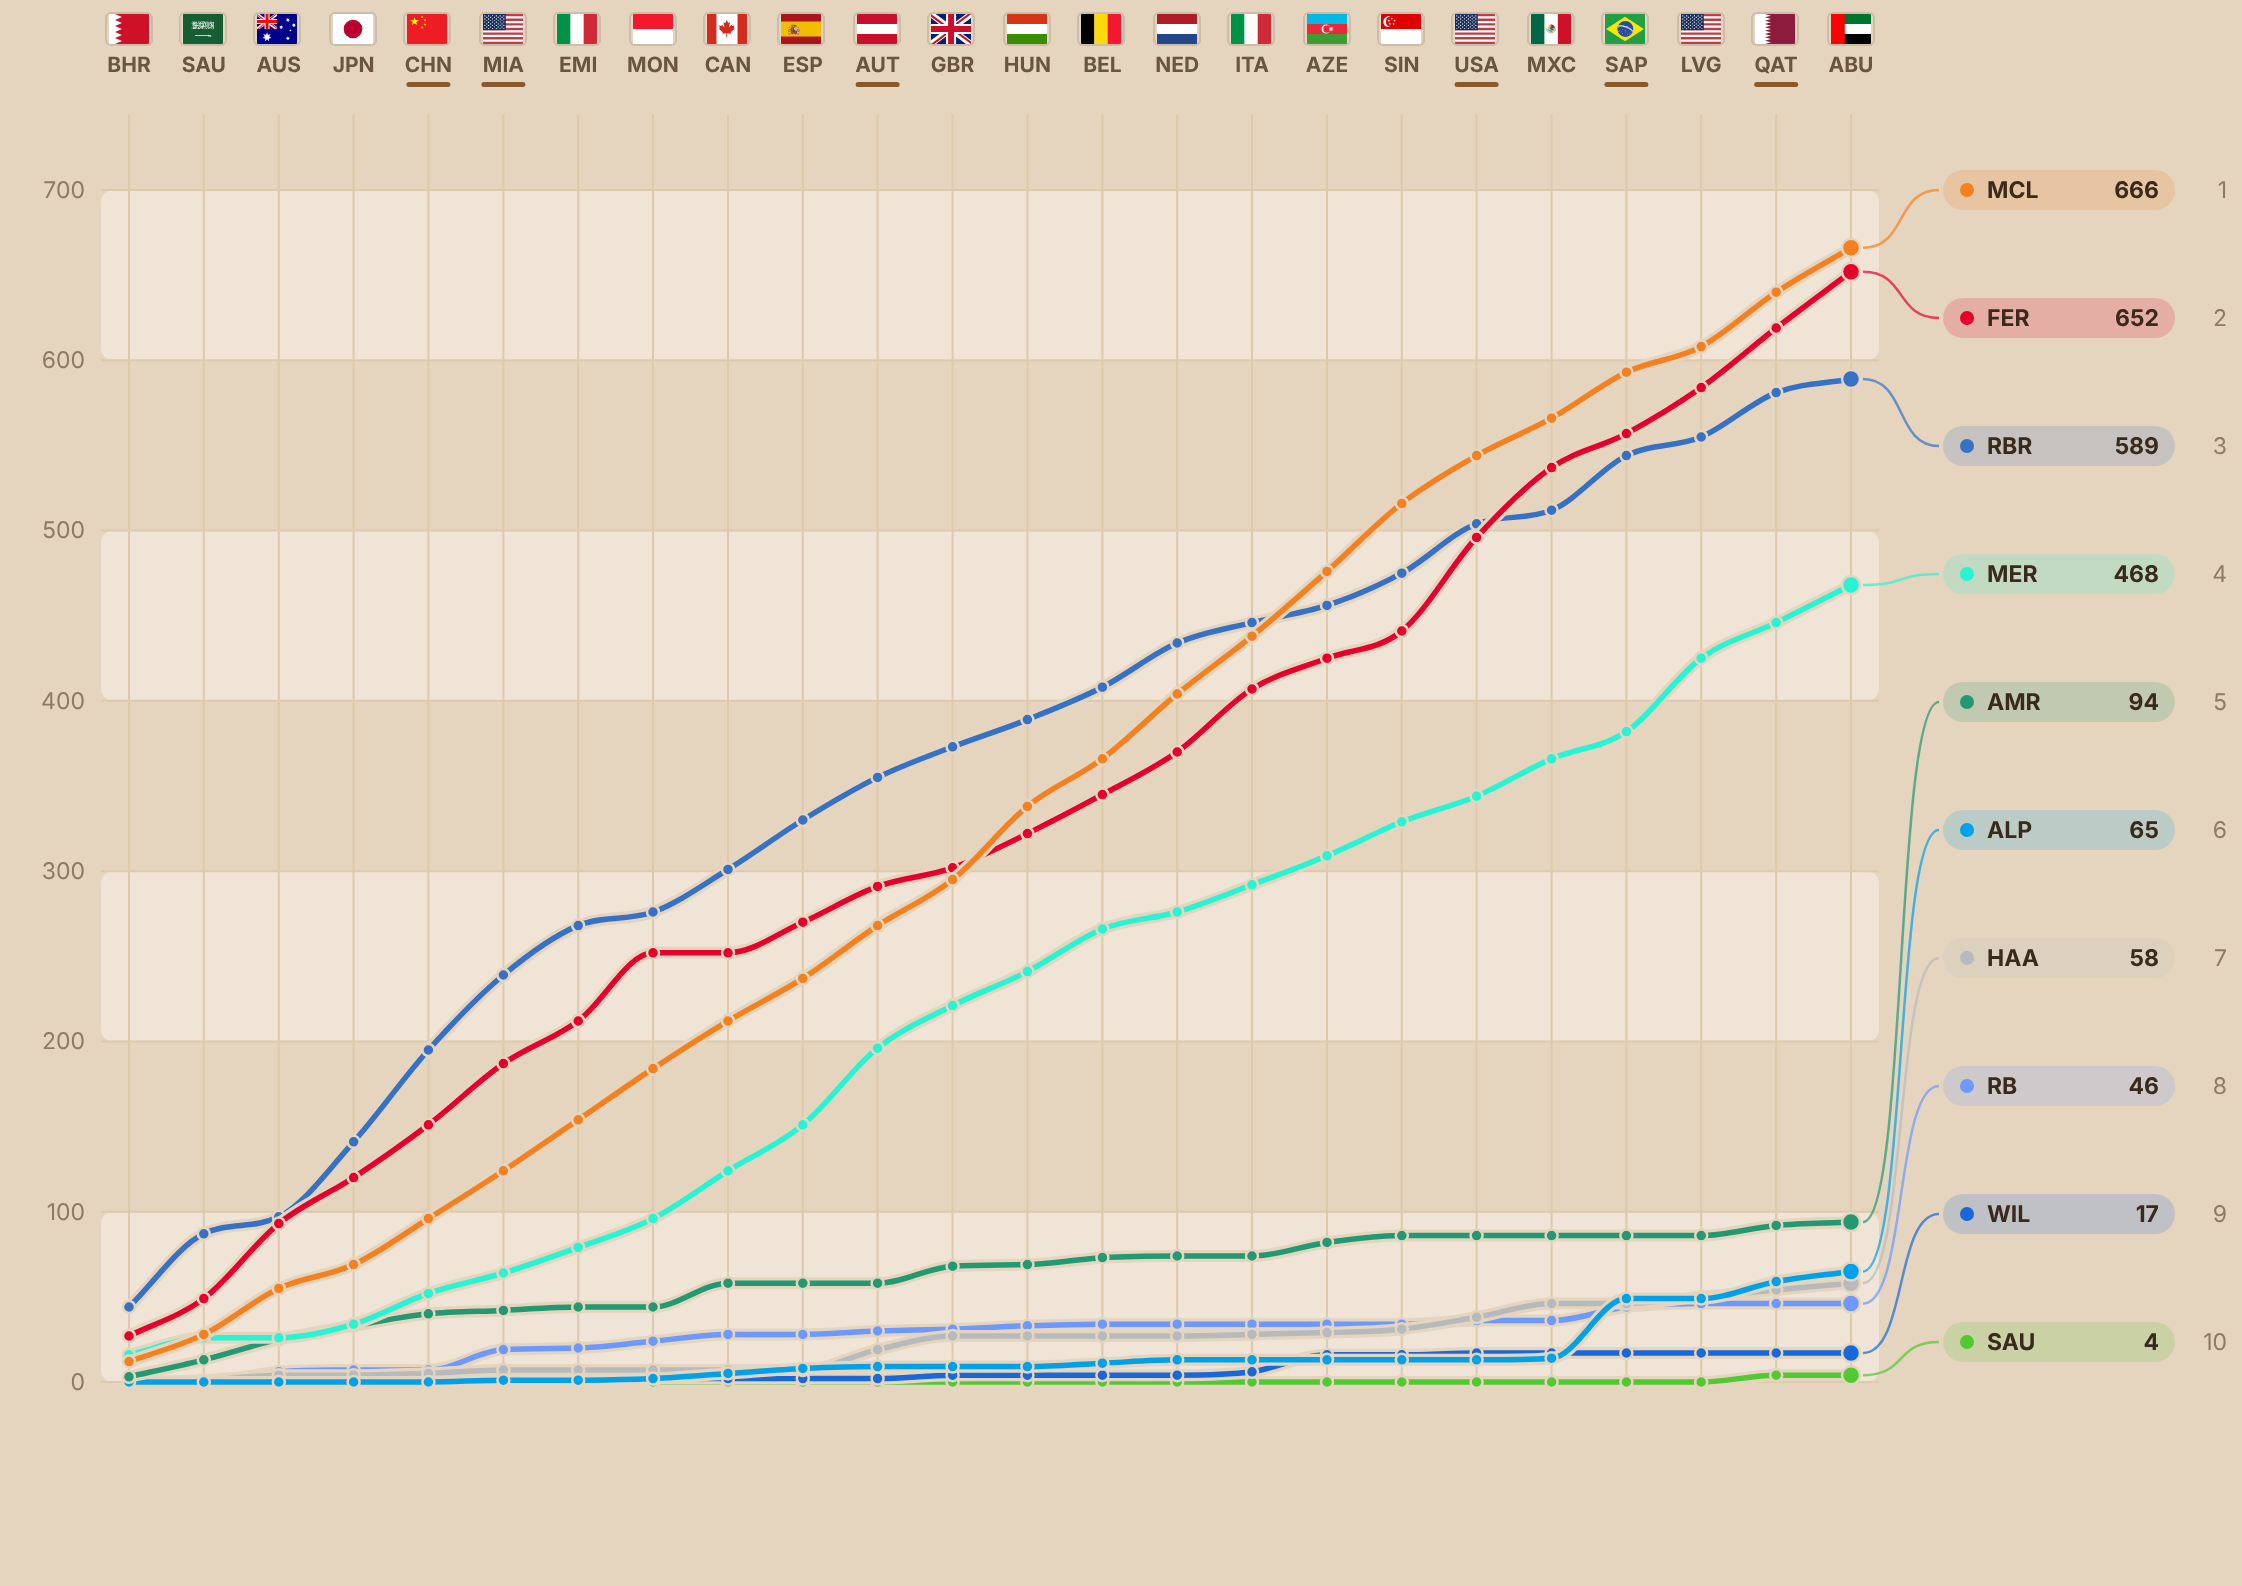 BHR SAU AUS JPN CHN MIA EMI MON CAN ESP AUT GBR HUN BEL NED ITA AZE SIN USA MXC SAP LVG QAT ABU
700
600
500
400
300
200
100
0
MCL 666 1
FER 652 2
RBR 589 3
MER 468 4
AMR 94 5
ALP 65 6
HAA 58 7
RB 46 8
WIL 17 9
SAU 4 10